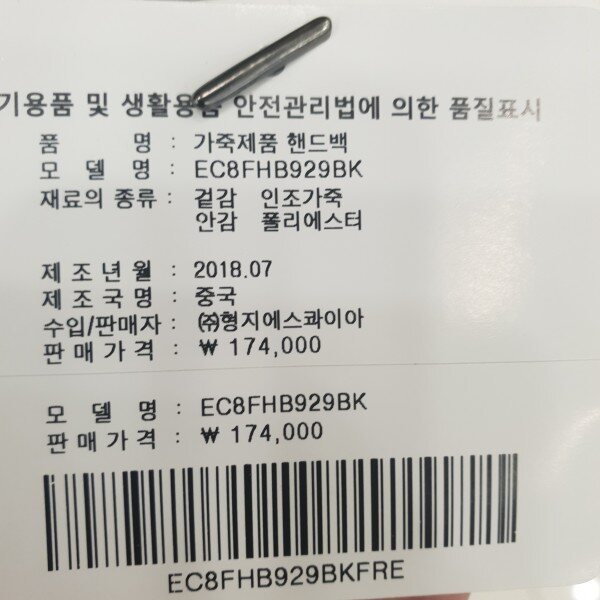 기용품 및 생활용품 안전관리법에 의한 품질표시
품 명 : 가죽제품 핸드백
모 델 명 : EC8FHB929BK
재료의 종류 : 겉감 인조가죽
안감 폴리에스터
제 조 년 월 : 2018.07
제 조 국 명 : 중국
수입/판매자 : ㈜형지에스콰이아
판 매 가 격 : ₩ 174,000
모 델 명 : EC8FHB929BK
판 매 가 격 : ₩ 174,000
EC8FHB929BKFRE